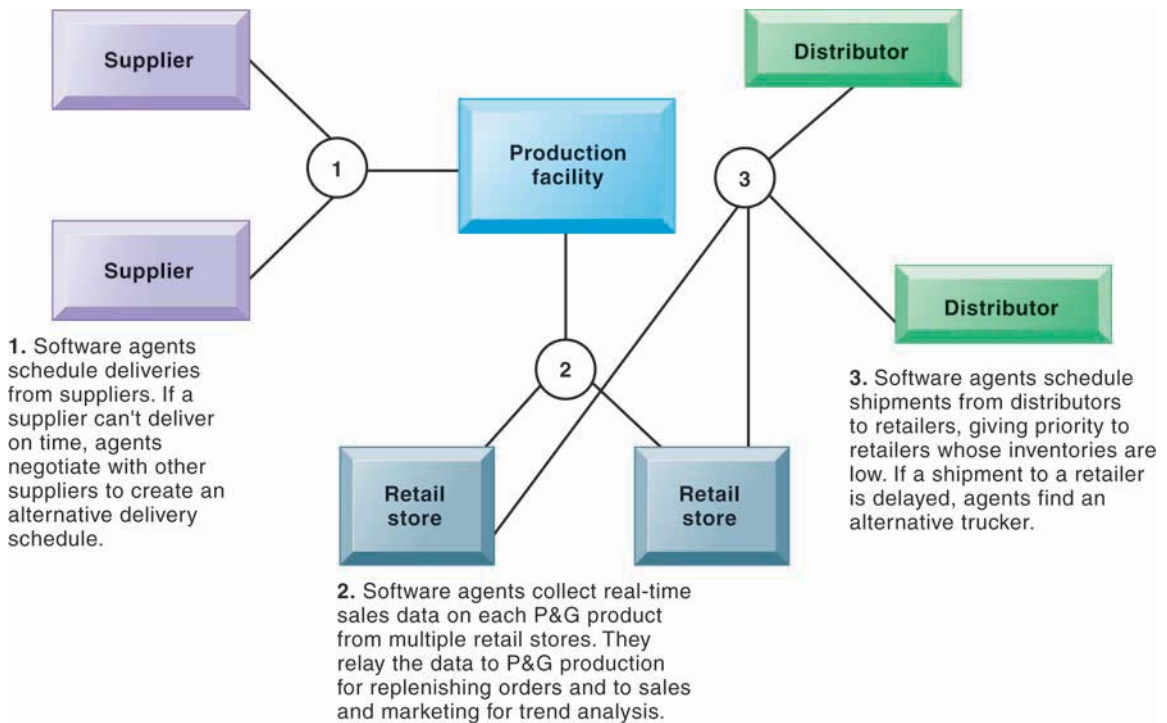 Supplier
Distributor
1
Production
facility
3
Supplier
Distributor
1. Software agents
schedule deliveries
from suppliers. If a
supplier can't deliver
on time, agents
negotiate with other
suppliers to create an
alternative delivery
schedule.
2
3. Software agents schedule
shipments from distributors
to retailers, giving priority to
retailers whose inventories are
low. If a shipment to a retailer
is delayed, agents find an
alternative trucker.
Retail
store
Retail
store
2. Software agents collect real-time
sales data on each P&G product
from multiple retail stores. They
relay the data to P&G production
for replenishing orders and to sales
and marketing for trend analysis.